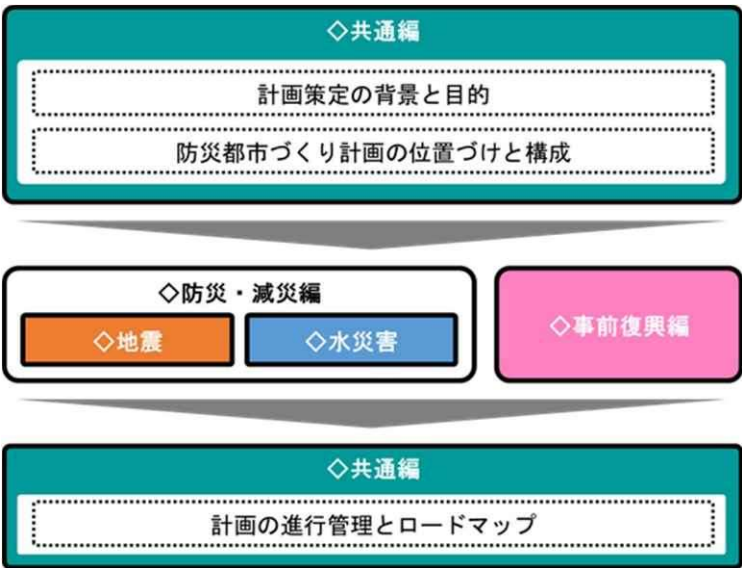 ◇共通編
計画策定の背景と目的
防災都市づくり計画の位置づけと構成
◇防災・減災編
◇地震
◇水災害
◇事前復興編
◇共通編
計画の進行管理とロードマップ